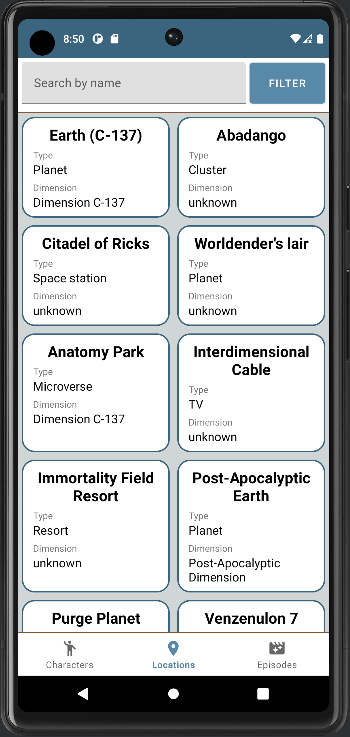 8:50
Search by name
FILTER
Earth (C-137)
Type
Planet
Dimension
Dimension C-137
Abadango
Type
Cluster
Dimension
unknown
Citadel of Ricks
Type
Space station
Dimension
unknown
Worldender's lair
Type
Planet
Dimension
unknown
Anatomy Park
Type
Microverse
Dimension
Dimension C-137
Interdimensional
Cable
Type
TV
Dimension
unknown
Immortality Field
Resort
Type
Resort
Dimension
unknown
Post-Apocalyptic
Earth
Type
Planet
Dimension
Post-Apocalyptic
Dimension
Purge Planet
Venzenulon 7
Characters
Locations
Episodes